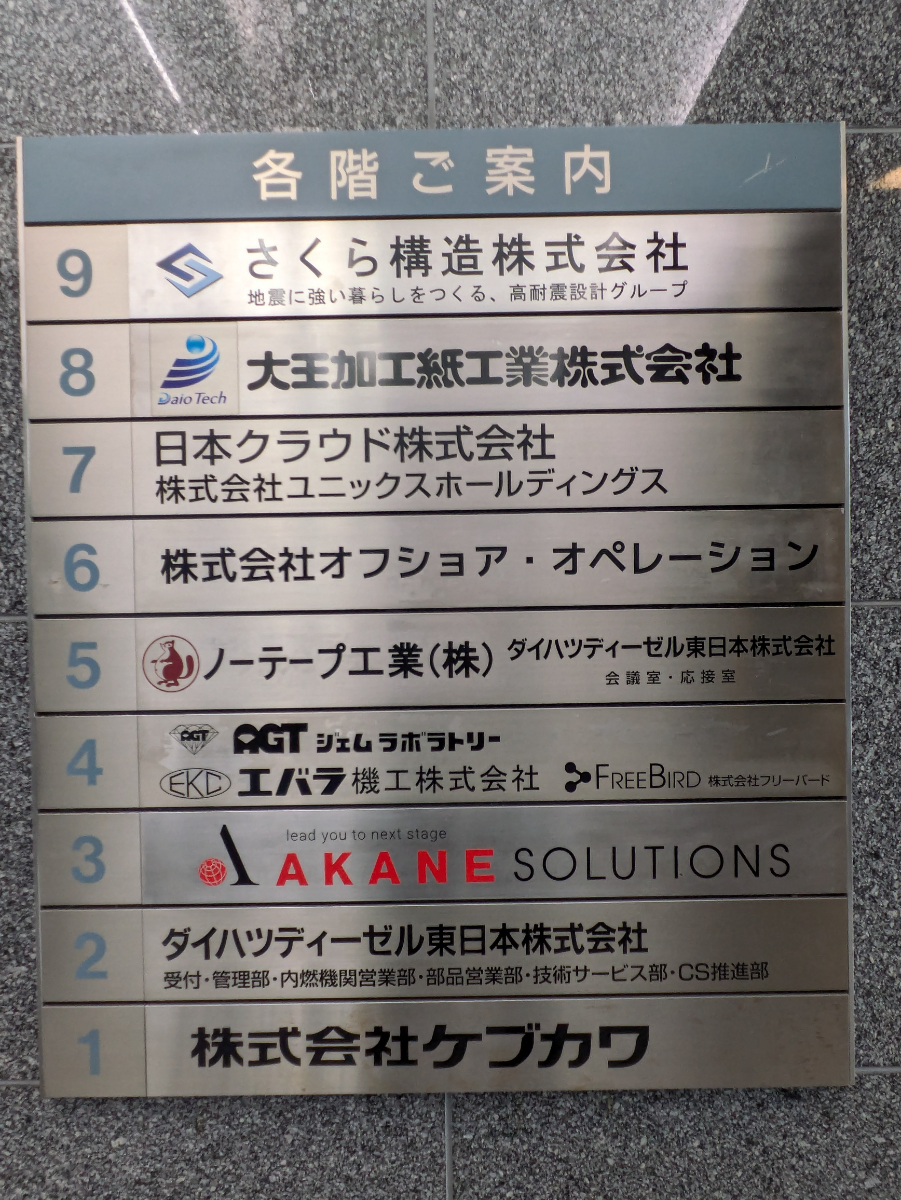 各階ご案内
9 さくら構造株式会社
地震に強い暮らしをつくる、高耐震設計グループ
8 Daio Tech 大王加工紙工業株式会社
7 日本クラウド株式会社
株式会社ユニックスホールディングス
6 株式会社オフショア・オペレーション
5 ノーテープ工業(株) ダイハツディーゼル東日本株式会社
会議室・応接室
4 AGT AGT ジェムラボラトリー
EKC エバラ機工株式会社 FREEBIRD 株式会社フリーバード
3 lead you to next stage
AKANE SOLUTIONS
2 ダイハツディーゼル東日本株式会社
受付・管理部・内燃機関営業部・部品営業部・技術サービス部・CS推進部
1 株式会社ケブカワ